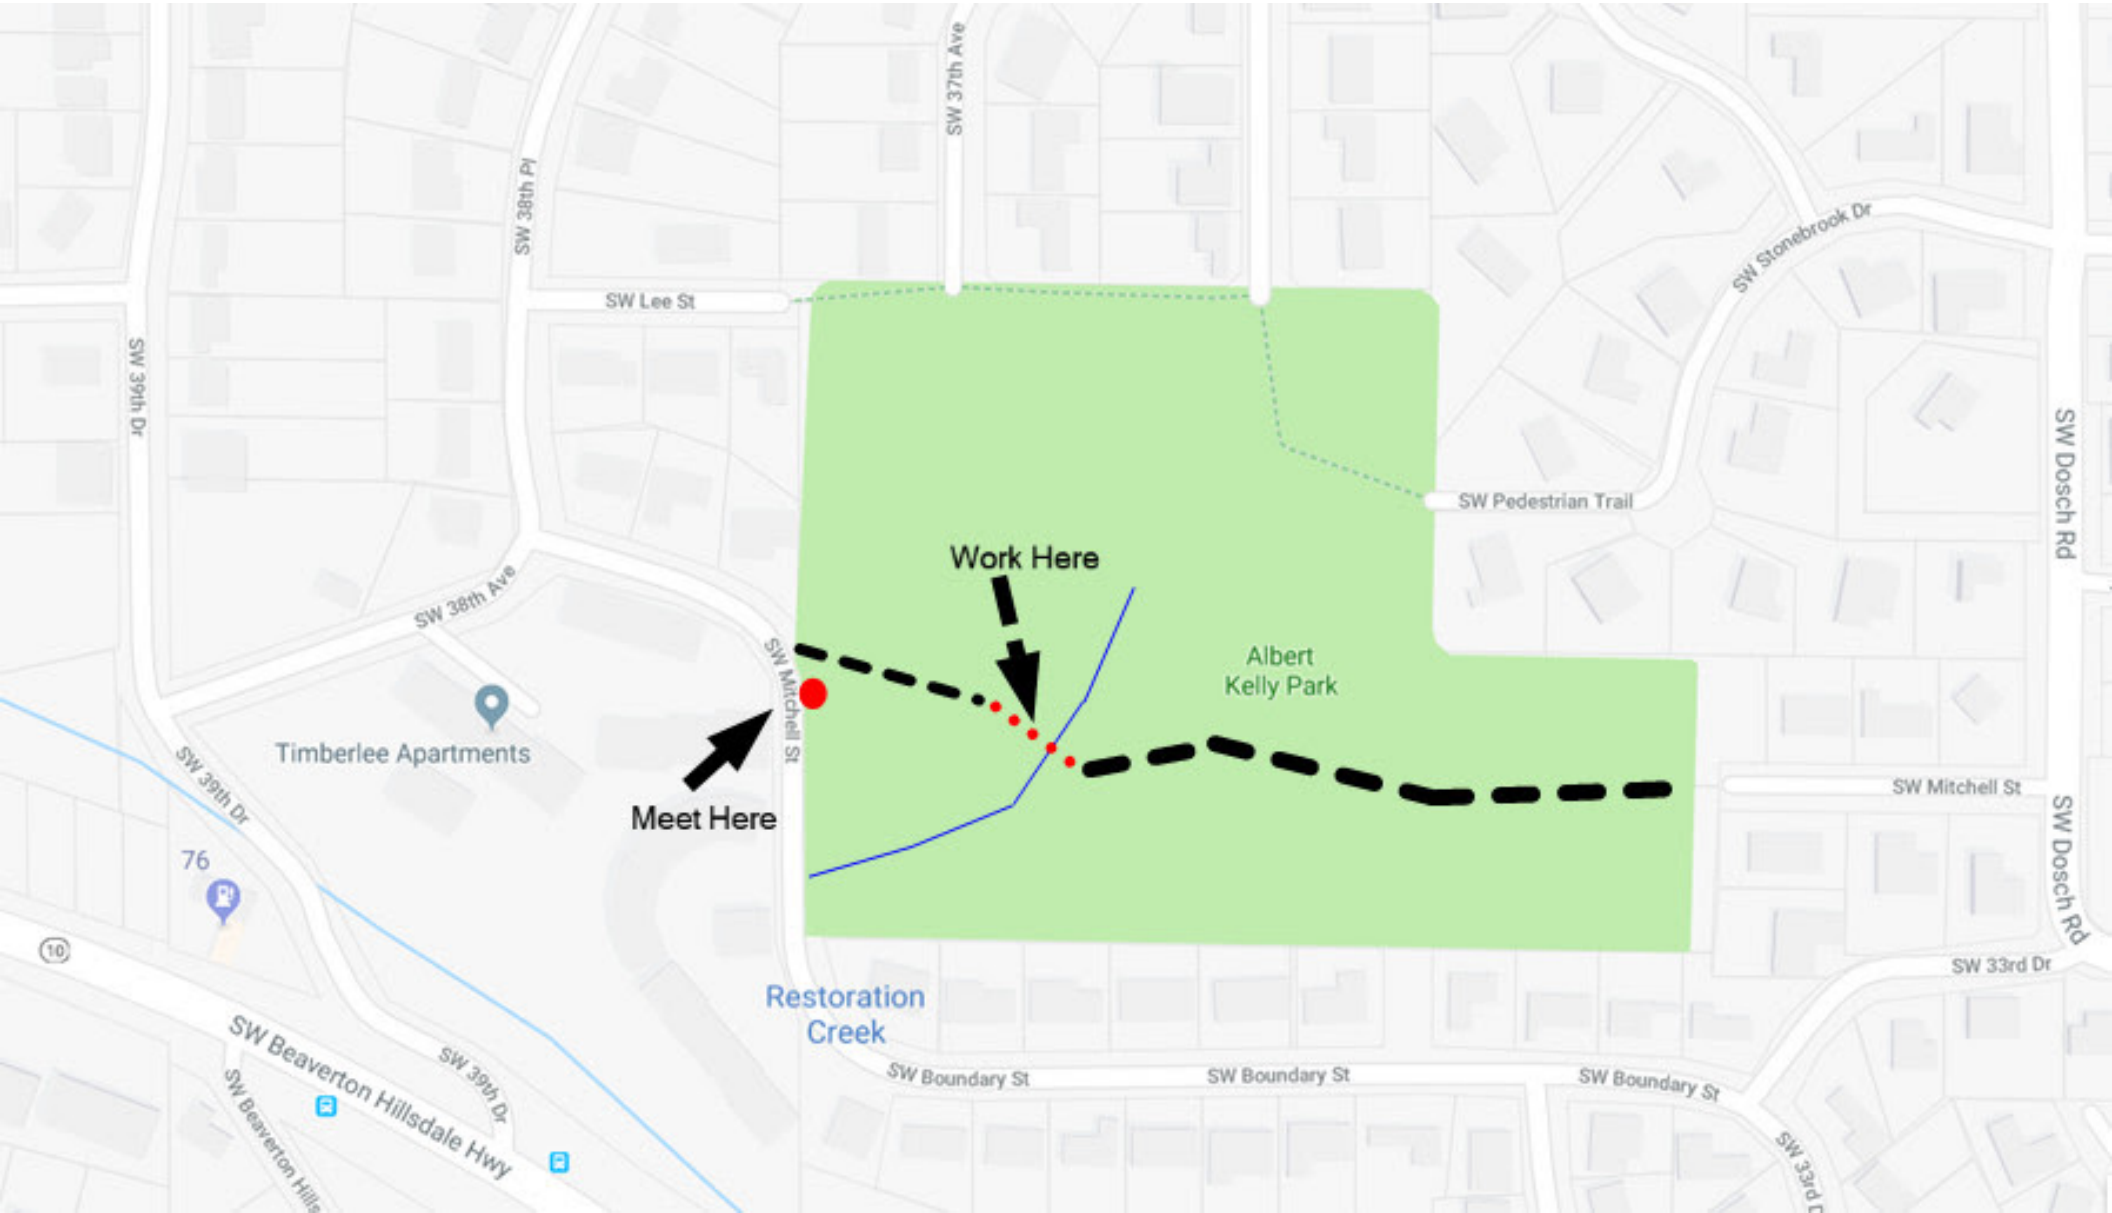 SW 37th Ave
SW 38th Pl
SW Stonebrook Dr
SW Lee St
SW 39th Dr
SW Dosch Rd
SW Pedestrian Trail
Work Here
SW 38th Ave
Albert
Kelly Park
SW Mitchell St
Timberlee Apartments
SW Mitchell St
SW 39th Dr
Meet Here
76
SW Dosch Rd
10
SW 33rd Dr
Restoration
Creek
SW Beaverton Hillsdale Hwy
SW 39th Dr
SW Boundary St
SW Boundary St
SW Boundary St
SW Beaverton Hills
SW 33rd D